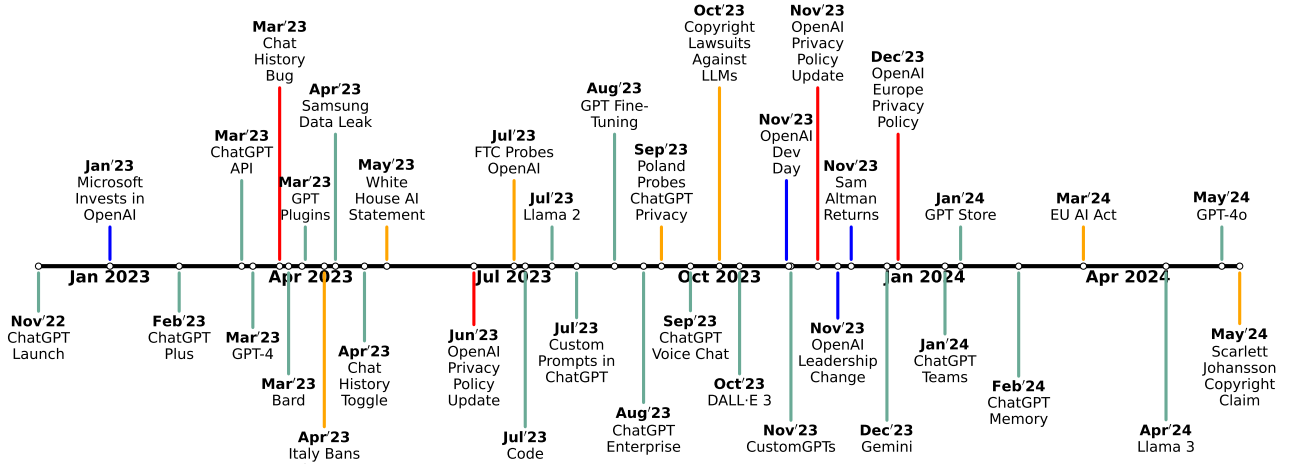 Oct′23
Copyright
Lawsuits
Against
LLMs
Nov′23
OpenAI
Privacy
Policy
Update
Mar′23
Chat
History
Bug
Dec′23
OpenAI
Europe
Privacy
Policy
Apr′23
Samsung
Data Leak
Aug′23
GPT Fine-
Tuning
Nov′23
OpenAI
Dev
Day
Mar′23
ChatGPT
API
Jul′23
FTC Probes
OpenAI
Sep′23
Poland
Probes
ChatGPT
Privacy
Jan′23
Microsoft
Invests in
OpenAI
May′23
White
House AI
Statement
Nov′23
Sam
Altman
Returns
Mar′23
GPT
Plugins
Jul′23
Llama 2
Jan′24
GPT Store
Mar′24
EU AI Act
May′24
GPT-4o
Jan 2023
Apr 2023
Jul 2023
Oct 2023
Jan 2024
Apr 2024
Nov′22
ChatGPT
Launch
Feb′23
ChatGPT
Plus
Mar′23
GPT-4
Mar′23
Bard
Apr′23
Italy Bans
Apr′23
Chat
History
Toggle
Jun′23
OpenAI
Privacy
Policy
Update
Jul′23
Code
Jul′23
Custom
Prompts in
ChatGPT
Aug′23
ChatGPT
Enterprise
Sep′23
ChatGPT
Voice Chat
Oct′23
DALL·E 3
Nov′23
CustomGPTs
Nov′23
OpenAI
Leadership
Change
Dec′23
Gemini
Jan′24
ChatGPT
Teams
Feb′24
ChatGPT
Memory
Apr′24
Llama 3
May′24
Scarlett
Johansson
Copyright
Claim